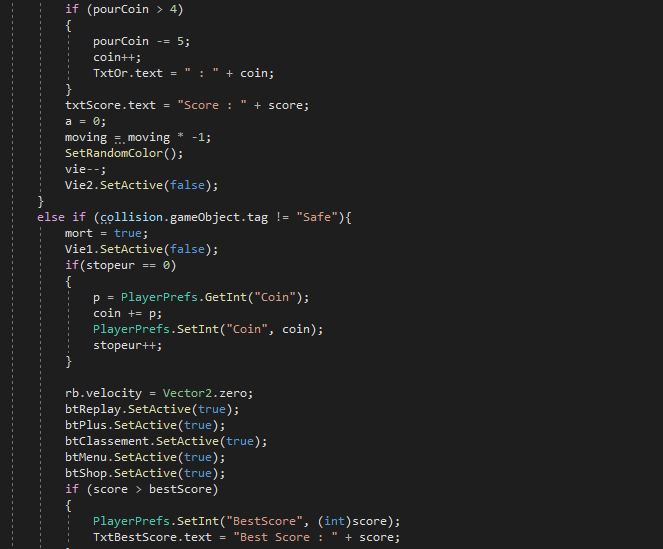 if (pourCoin > 4)
{
pourCoin -= 5;
coin++;
TxtOr.text = " : " + coin;
}
txtScore.text = "Score : " + score;
a = 0;
moving = moving * -1;
SetRandomColor();
vie--;
Vie2.SetActive(false);
}
else if (collision.gameObject.tag != "Safe"){
mort = true;
Vie1.SetActive(false);
if(stopeur == 0)
{
p = PlayerPrefs.GetInt("Coin");
coin += p;
PlayerPrefs.SetInt("Coin", coin);
stopeur++;
}
rb.velocity = Vector2.zero;
btReplay.SetActive(true);
btPlus.SetActive(true);
btClassement.SetActive(true);
btMenu.SetActive(true);
btShop.SetActive(true);
if (score > bestScore)
{
PlayerPrefs.SetInt("BestScore", (int)score);
TxtBestScore.text = "Best Score : " + score;